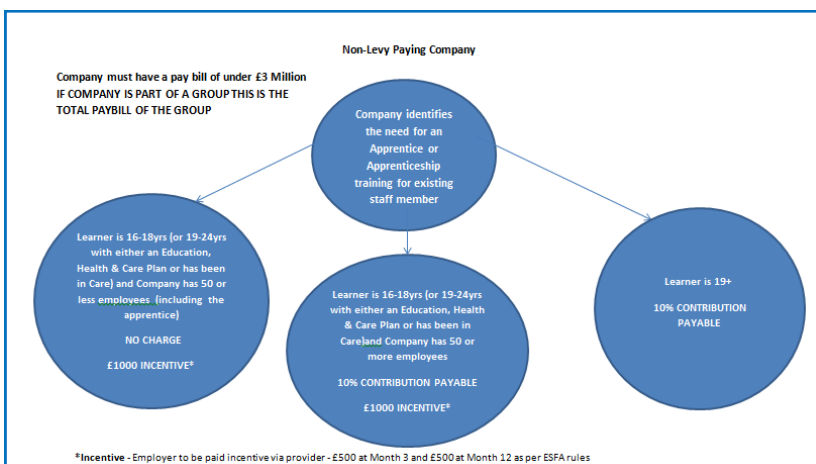 Non-Levy Paying Company
Company must have a pay bill of under £3 Million
IF COMPANY IS PART OF A GROUP THIS IS THE
TOTAL PAYBILL OF THE GROUP
Company identifies
the need for an
Apprentice or
Apprenticeship
training for existing
staff member
Learner is 16-18yrs (or 19-24yrs
with either an Education,
Health & Care Plan or has been
in Care) and Company has 50 or
less employees (including the
apprentice)
NO CHARGE
£1000 INCENTIVE*
Learner is 16-18yrs (or 19-24yrs
with either an Education, Health
& Care Plan or has been in
Care)and Company has 50 or
more employees
10% CONTRIBUTION PAYABLE
£1000 INCENTIVE*
Learner is 19+
10% CONTRIBUTION
PAYABLE
*Incentive - Employer to be paid incentive via provider - £500 at Month 3 and £500 at Month 12 as per ESFA rules